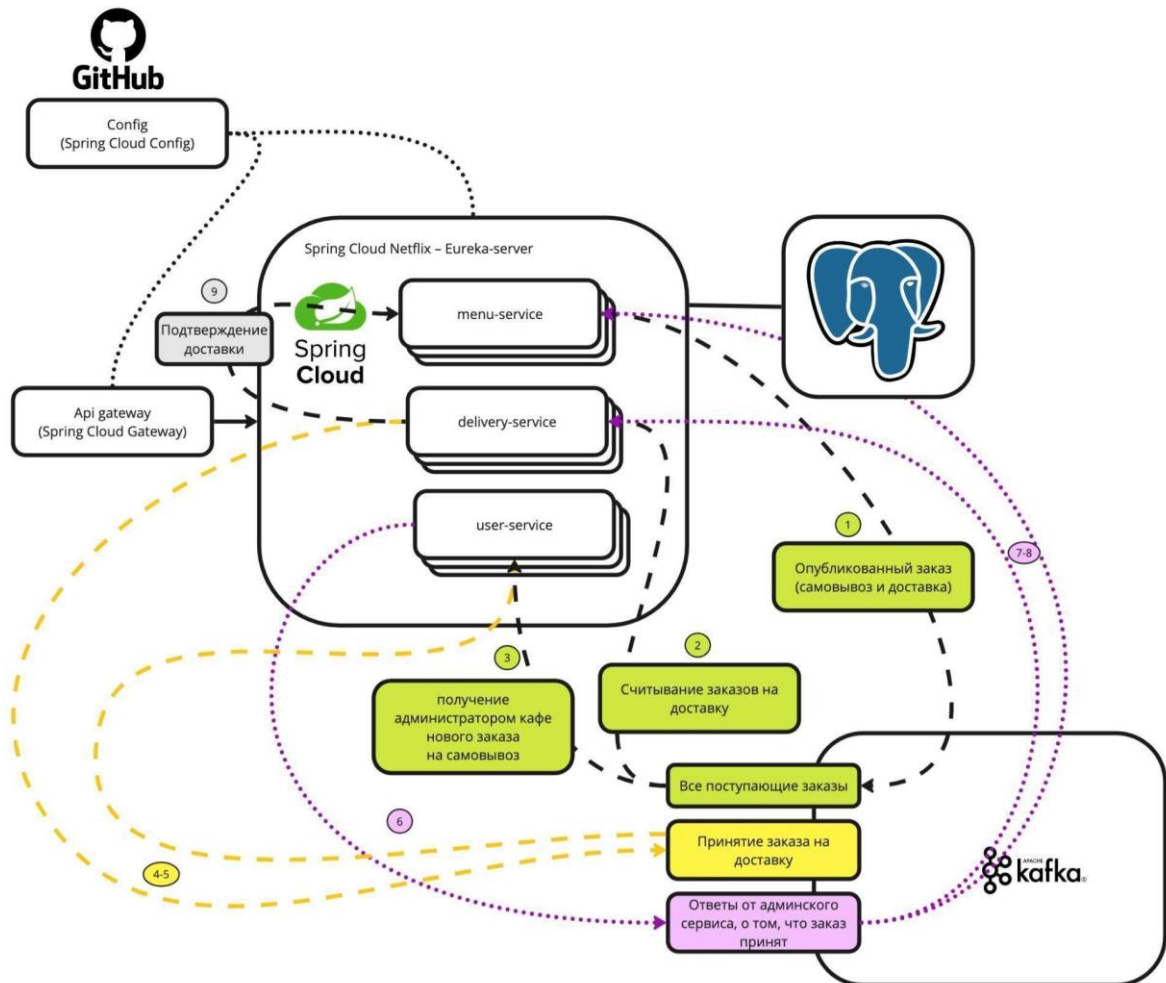 GitHub
Config
(Spring Cloud Config)
Spring Cloud Netflix – Eureka-server
9
Подтверждение
доставки
Spring
Cloud
menu-service
Api gateway
(Spring Cloud Gateway)
delivery-service
user-service
1
Опубликованный заказ
(самовывоз и доставка)
7-8
2
Считывание заказов на
доставку
3
получение
администратором кафе
нового заказа
на самовывоз
Все поступающие заказы
6
Принятие заказа на
доставку
4-5
APACHE
kafka®
Ответы от админского
сервиса, о том, что заказ
принят